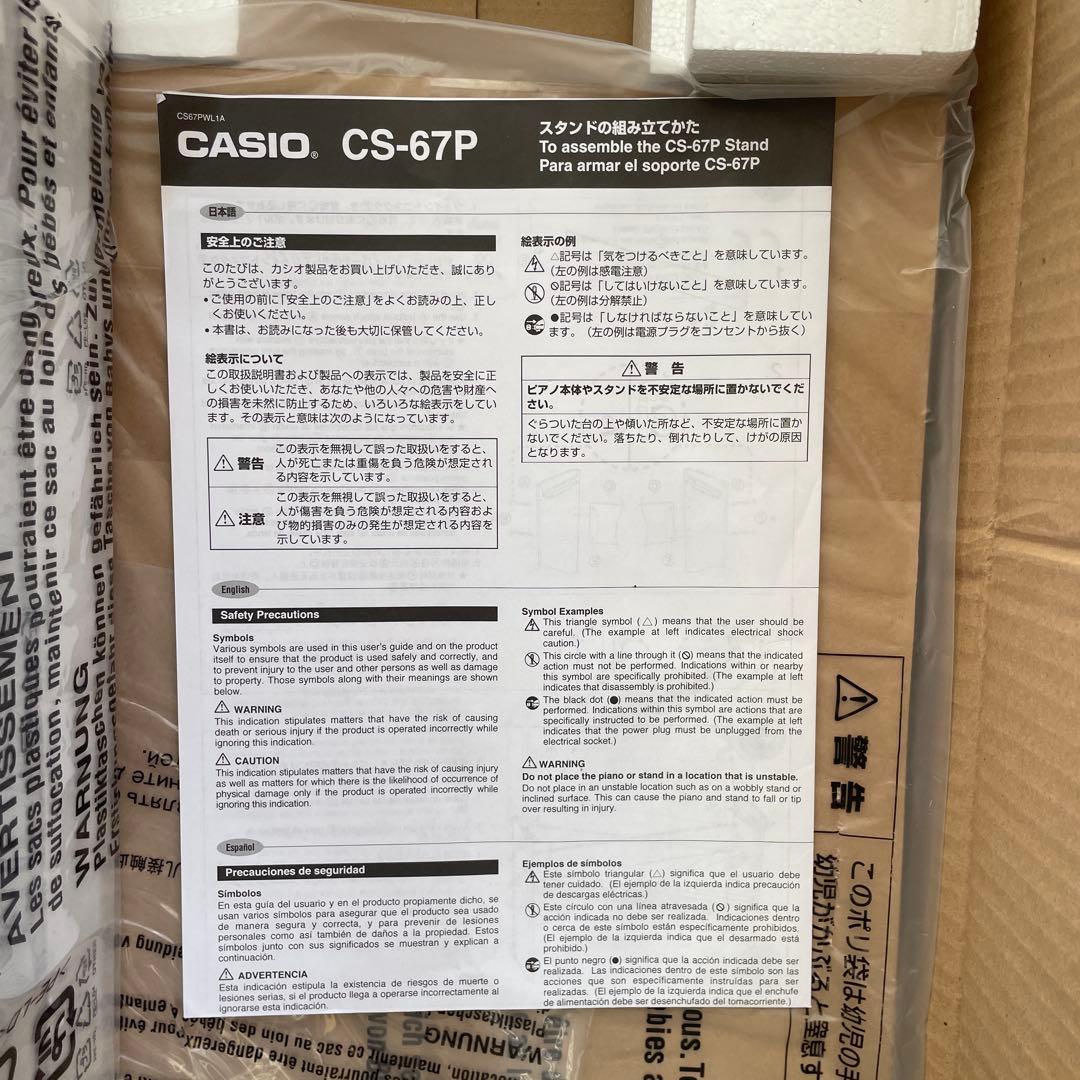 CS67PWL1A
CASIO® CS-67P
スタンドの組み立てかた
To assemble the CS-67P Stand
Para armar el soporte CS-67P
日本語
安全上のご注意
このたびは、カシオ製品をお買い上げいただき、誠にあり
がとうございます。
•ご使用の前に「安全上のご注意」をよくお読みの上、正し
くお使いください。
•本書は、お読みになった後も大切に保管してください。
絵表示について
この取扱説明書および製品への表示では、製品を安全に正
しくお使いいただき、あなたや他の人々への危害や財産へ
の損害を未然に防止するため、いろいろな絵表示をしてい
ます。その表示と意味は次のようになっています。
⚠警告
この表示を無視して誤った取扱いをすると、
人が死亡または重傷を負う危険が想定され
る内容を示しています。
⚠注意
この表示を無視して誤った取扱いをすると、
人が傷害を負う危険が想定される内容およ
び物的損害のみの発生が想定される内容を
示しています。
絵表示の例
△記号は「気をつけるべきこと」を意味しています。
(左の例は感電注意)
⃠記号は「してはいけないこと」を意味しています。
(左の例は分解禁止)
●記号は「しなければならないこと」を意味してい
ます。(左の例は電源プラグをコンセントから抜く)
⚠警 告
ピアノ本体やスタンドを不安定な場所に置かないでくだ
さい。
ぐらついた台の上や傾いた所など、不安定な場所に置か
ないでください。落ちたり、倒れたりして、けがの原因
となります。
English
Safety Precautions
Symbols
Various symbols are used in this user's guide and on the product
itself to ensure that the product is used safely and correctly, and
to prevent injury to the user and other persons as well as damage
to property. Those symbols along with their meanings are shown
below.
⚠ WARNING
This indication stipulates matters that have the risk of causing
death or serious injury if the product is operated incorrectly while
ignoring this indication.
⚠ CAUTION
This indication stipulates matters that have the risk of causing injury
as well as matters for which there is the likelihood of occurrence of
physical damage only if the product is operated incorrectly while
ignoring this indication.
Symbol Examples
This triangle symbol (△) means that the user should be
careful. (The example at left indicates electrical shock
caution.)
This circle with a line through it (⃠) means that the indicated
action must not be performed. Indications within or nearby
this symbol are specifically prohibited. (The example at left
indicates that disassembly is prohibited.)
The black dot (●) means that the indicated action must be
performed. Indications within this symbol are actions that are
specifically instructed to be performed. (The example at left
indicates that the power plug must be unplugged from the
electrical socket.)
⚠ WARNING
Do not place the piano or stand in a location that is unstable.
Do not place in an unstable location such as on a wobbly stand or
inclined surface. This can cause the piano and stand to fall or tip
over resulting in injury.
Español
Precauciones de seguridad
Símbolos
En esta guía del usuario y en el producto propiamente dicho, se
usan varios símbolos para asegurar que el producto sea usado
de manera segura y correcta, y para prevenir de lesiones
personales como así también de daños a la propiedad. Estos
símbolos junto con sus significados se muestran y explican a
continuación.
⚠ ADVERTENCIA
Esta indicación estipula la existencia de riesgos de muerte o
lesiones serias, si el producto llega a operarse incorrectamente al
ignorarse esta indicación.
Ejemplos de símbolos
Este símbolo triangular (△) significa que el usuario debe
tener cuidado. (El ejemplo de la izquierda indica precaución
de descargas eléctricas.)
Este círculo con una línea atravesada (⃠) significa que la
acción indicada no debe ser realizada. Indicaciones dentro
o cerca de este símbolo están específicamente prohibidos.
(El ejemplo de la izquierda indica que el desarmado está
prohibido.)
El punto negro (●) significa que la acción indicada debe ser
realizada. Las indicaciones dentro de este símbolo son las
acciones que son específicamente instruidas para ser
realizadas. (El ejemplo de la izquierda indica que el enchufe
de alimentación debe ser desenchufado del tomacorriente.)
AVERTISSEMENT
Les sacs plastiques pourraient être dangereux. Pour éviter
de suffocation, maintenir ce sac au loin des bébés et enfants.
WARNUNG
Plastiktaschen können gefährlich sein. Zur Vermeidung
⚠警告
このポリ袋は幼児の手
幼児がかぶると窒息す
WARNUNG
Plastiktaschen